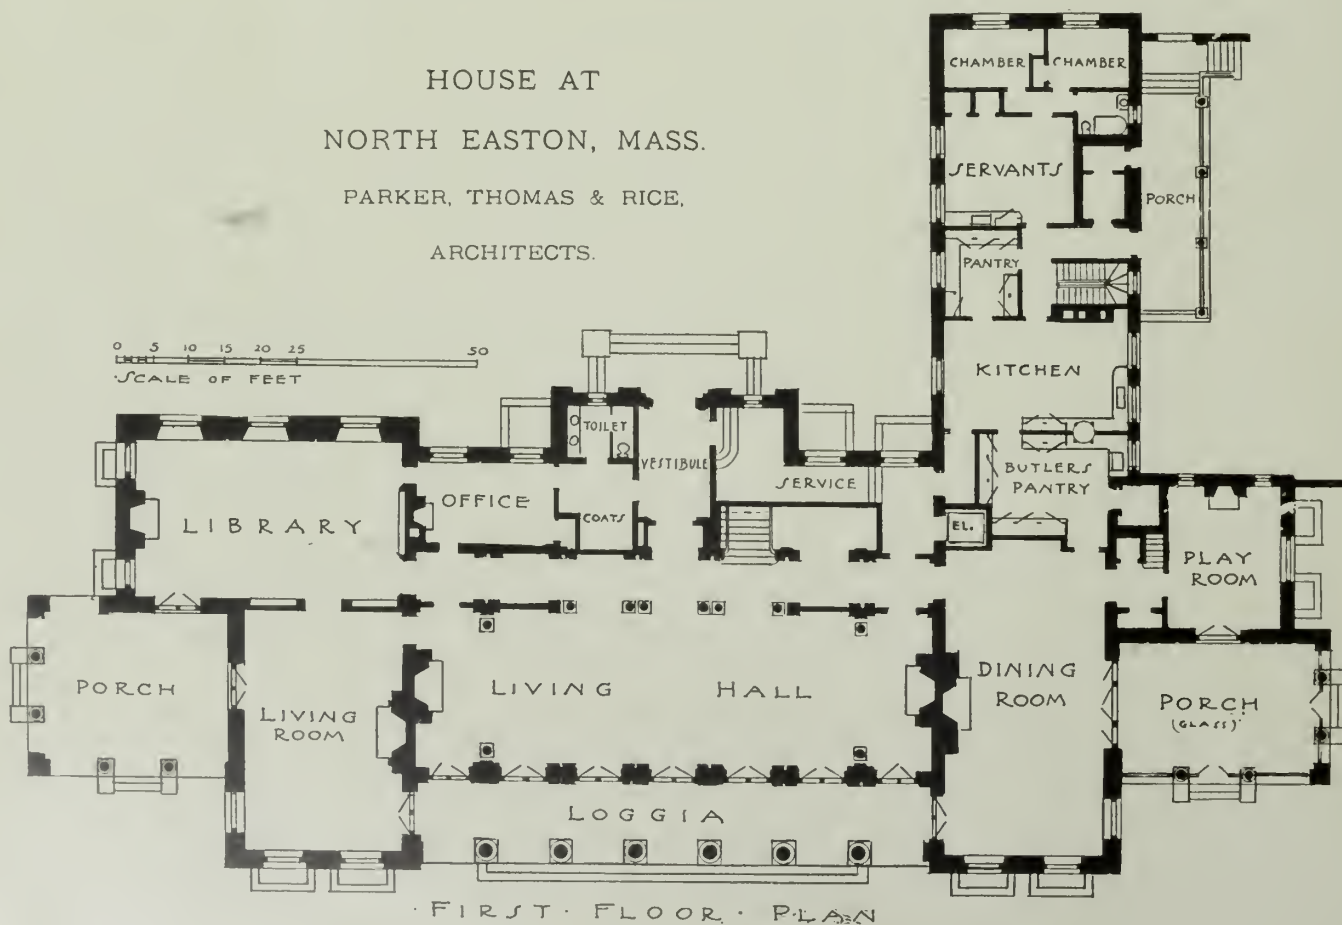 HOUSE AT
NORTH EASTON, MASS.
PARKER, THOMAS & RICE,
ARCHITECTS.
0 5 10 15 20 25 50
·SCALE OF FEET
CHAMBER
CHAMBER
SERVANTS
PORCH
PANTRY
KITCHEN
TOILET
VESTIBULE
SERVICE
BUTLERS
PANTRY
OFFICE
COATS
LIBRARY
EL.
PLAY
ROOM
PORCH
LIVING
ROOM
LIVING HALL
DINING
ROOM
PORCH
(GLASS)
LOGGIA
·FIRST·FLOOR·PLAN